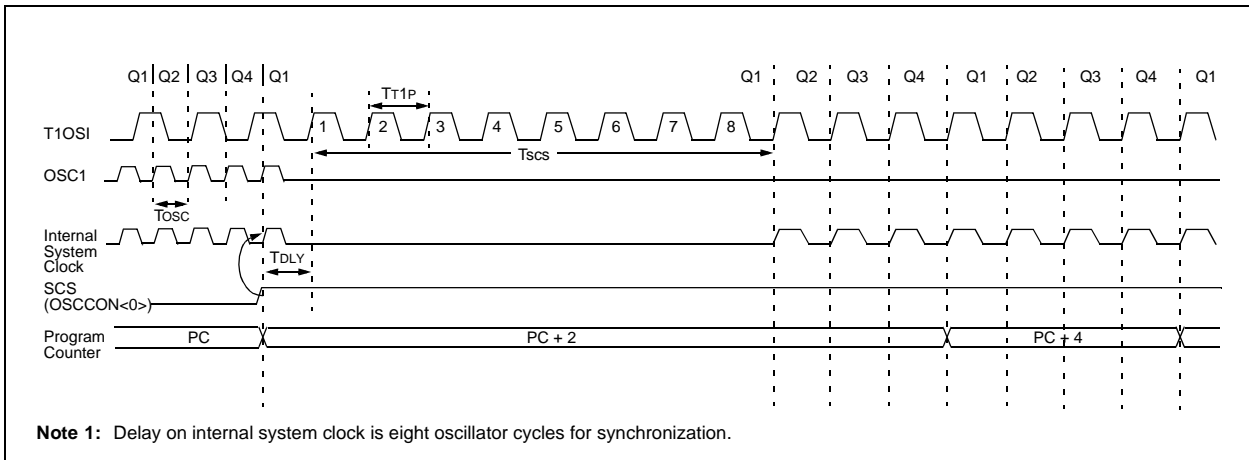 Q1 Q2 Q3 Q4 Q1 Q1 Q2 Q3 Q4 Q1 Q2 Q3 Q4 Q1
TT1P
T1OSI 1 2 3 4 5 6 7 8
TSCS
OSC1
TOSC
Internal
System
Clock
TDLY
SCS
(OSCCON<0>)
Program
Counter
PC PC + 2 PC + 4
Note 1: Delay on internal system clock is eight oscillator cycles for synchronization.